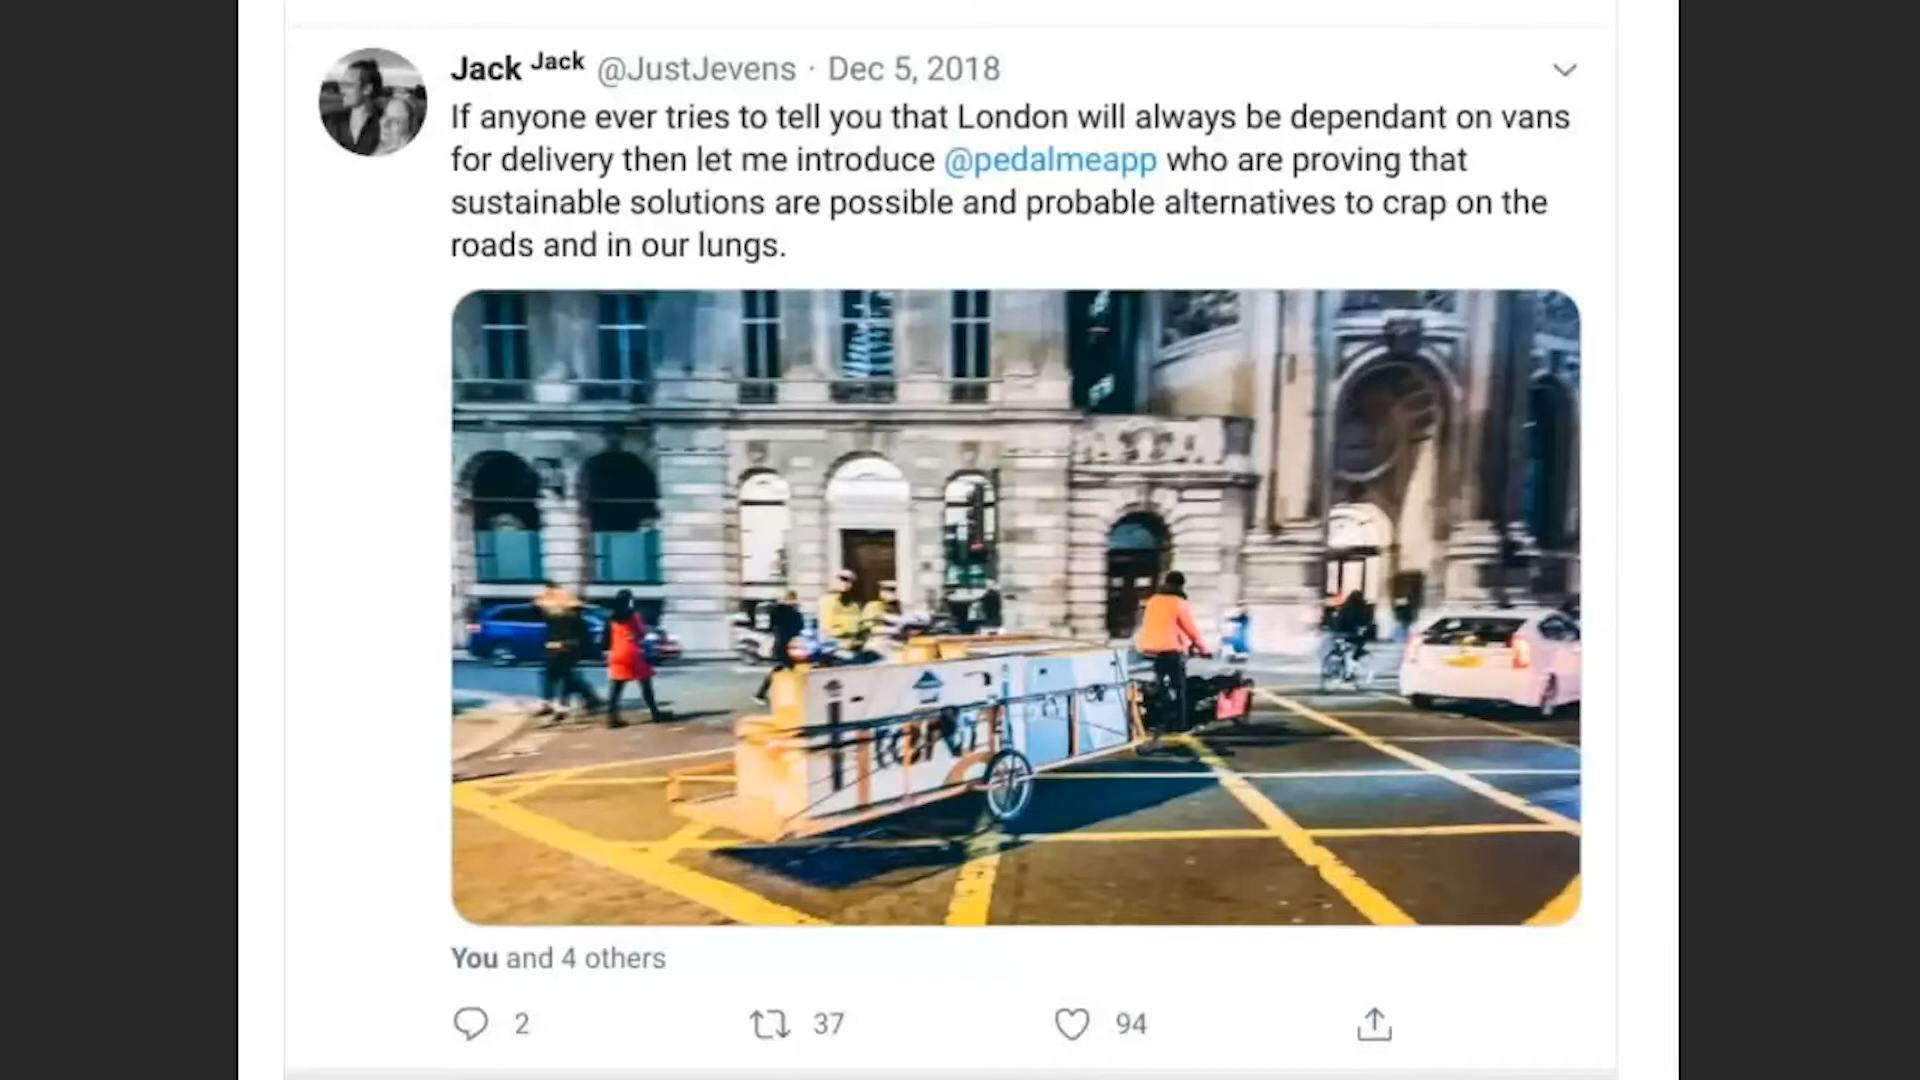 Jack Jack @JustJevens · Dec 5, 2018
If anyone ever tries to tell you that London will always be dependant on vans
for delivery then let me introduce @pedalmeapp who are proving that
sustainable solutions are possible and probable alternatives to crap on the
roads and in our lungs.
You and 4 others
2 37 94